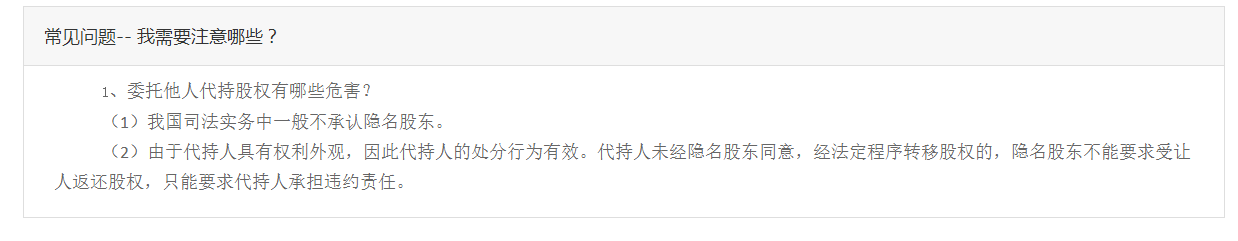 常见问题-- 我需要注意哪些？
1、委托他人代持股权有哪些危害？
（1）我国司法实务中一般不承认隐名股东。
（2）由于代持人具有权利外观，因此代持人的处分行为有效。代持人未经隐名股东同意，经法定程序转移股权的，隐名股东不能要求受让
人返还股权，只能要求代持人承担违约责任。